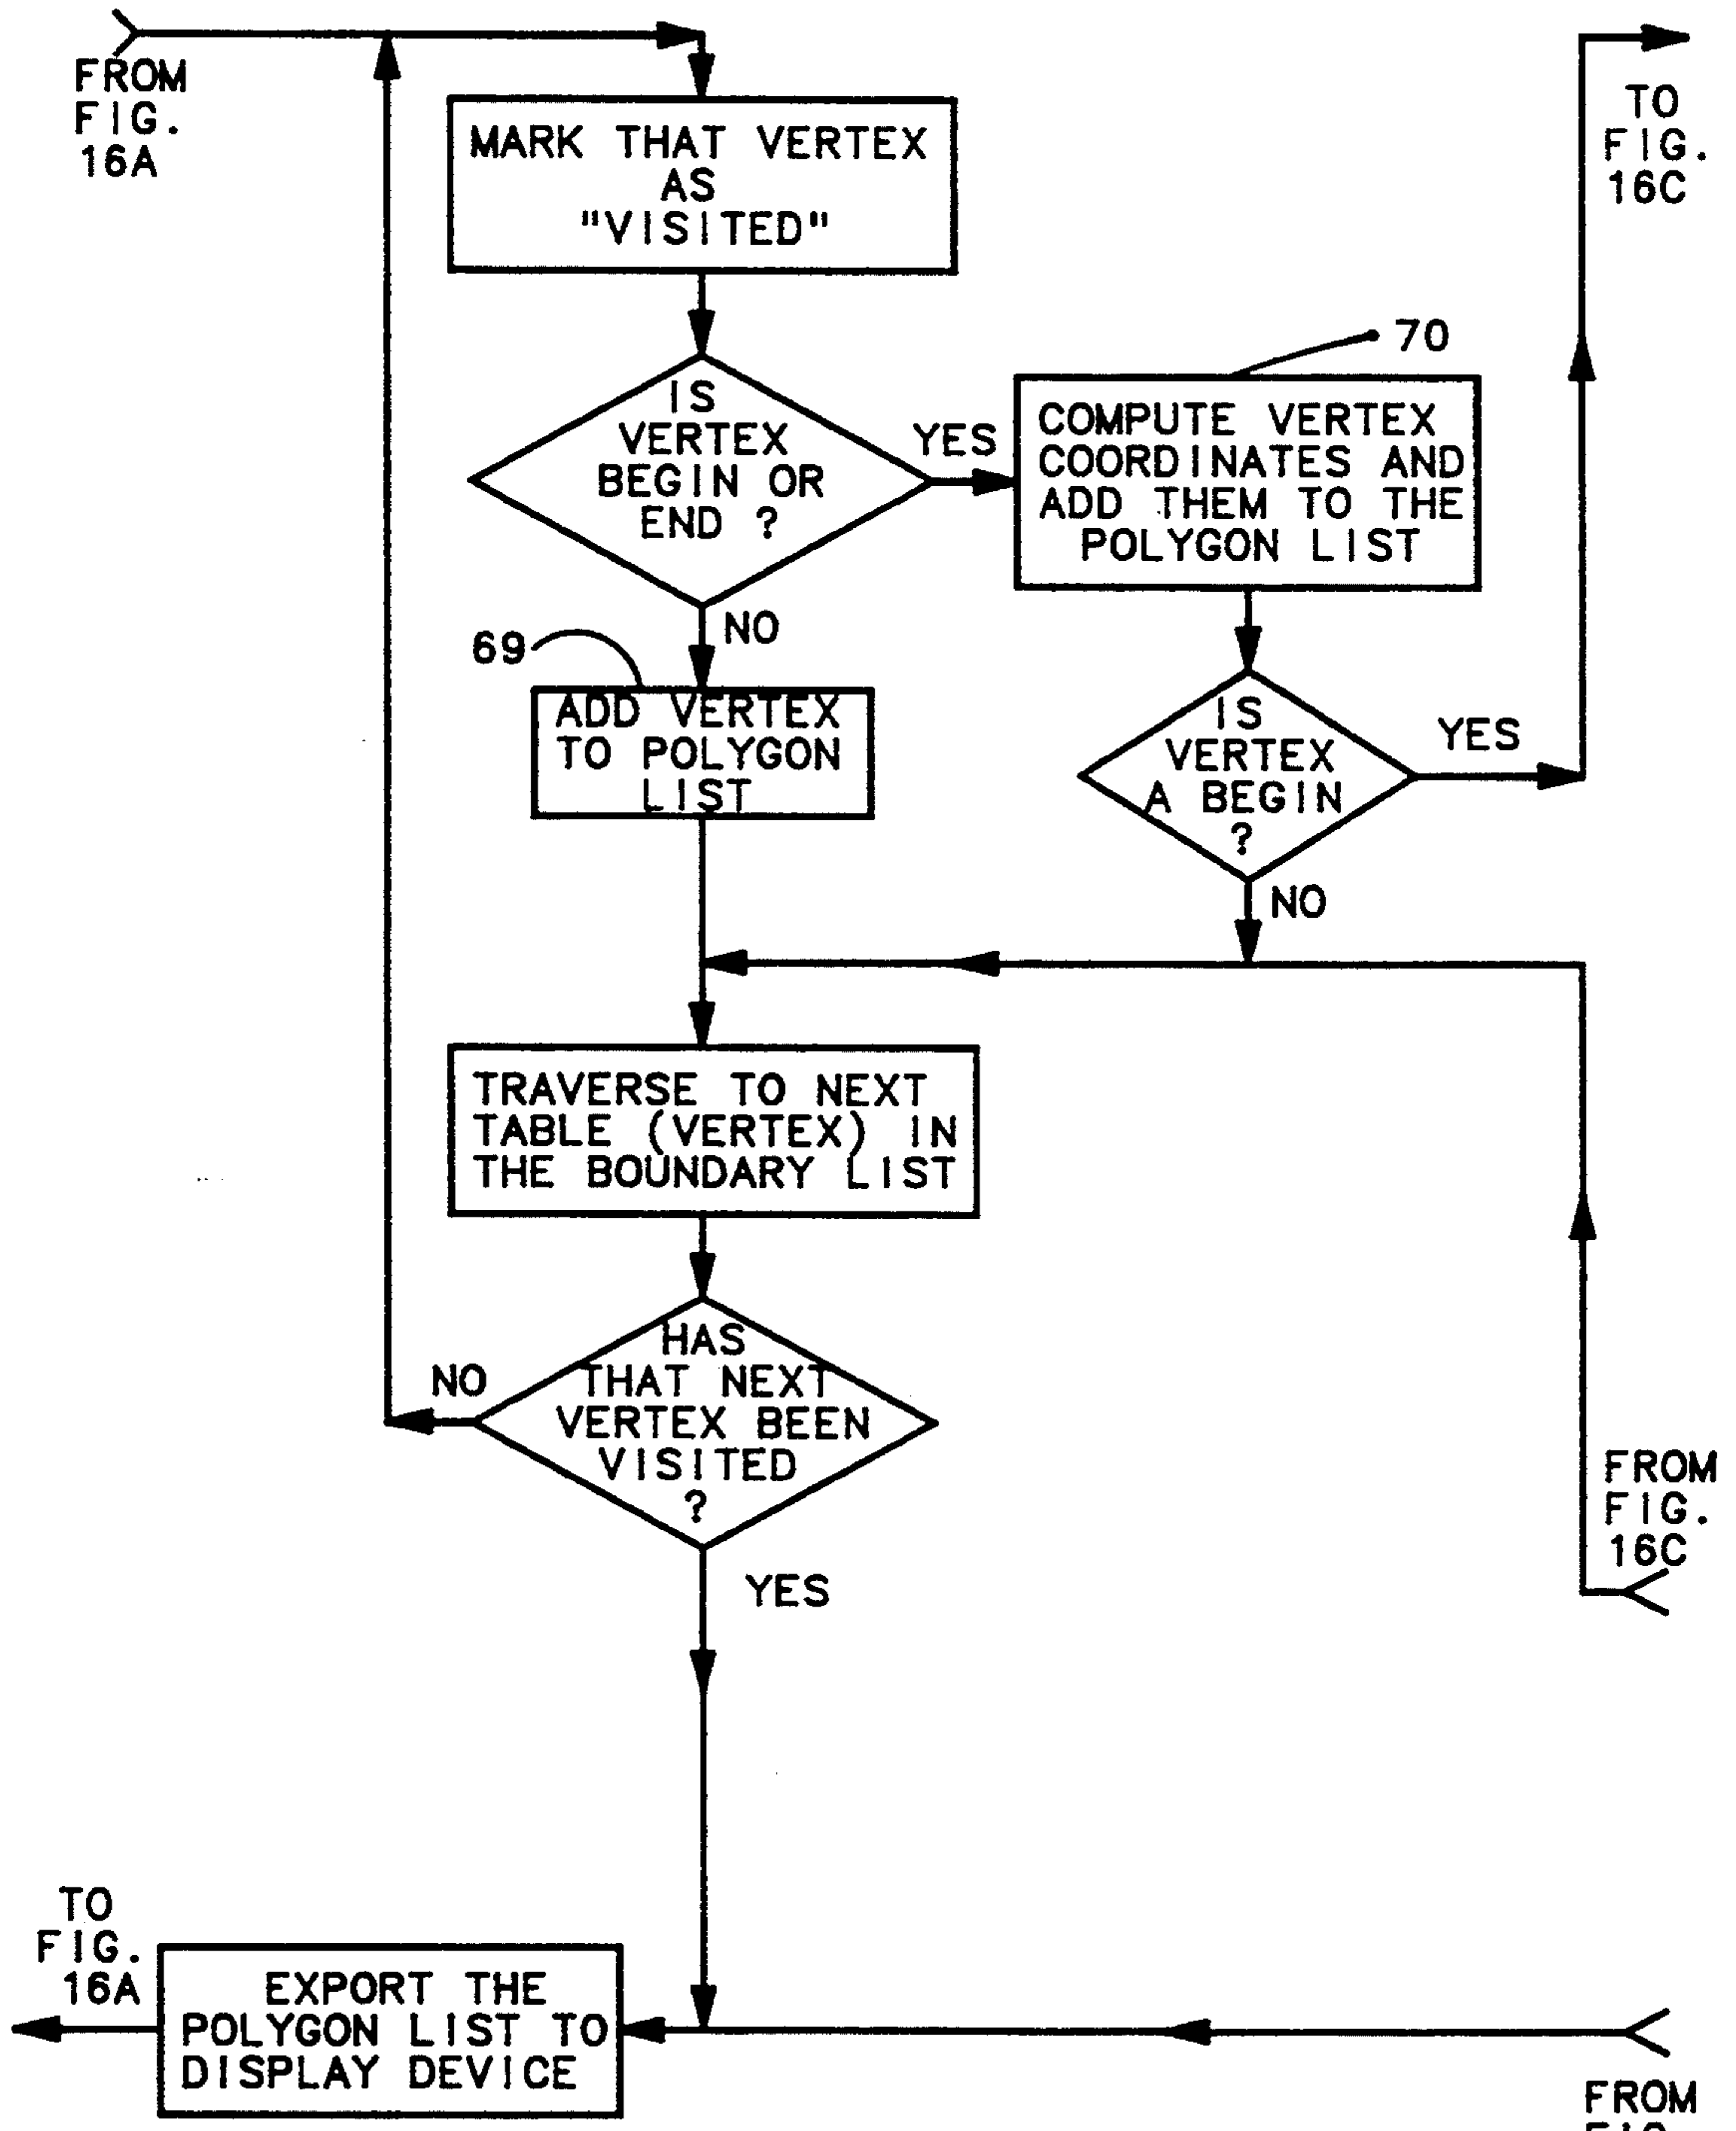 FROM
FIG.
16A
TO
FIG.
16C
MARK THAT VERTEX
AS
"VISITED"
IS
VERTEX
BEGIN OR
END ?
YES
NO
70
COMPUTE VERTEX
COORDINATES AND
ADD THEM TO THE
POLYGON LIST
69
ADD VERTEX
TO POLYGON
LIST
IS
VERTEX
A BEGIN
?
YES
NO
TRAVERSE TO NEXT
TABLE (VERTEX) IN
THE BOUNDARY LIST
HAS
THAT NEXT
VERTEX BEEN
VISITED
?
NO
YES
FROM
FIG.
16C
TO
FIG.
16A
EXPORT THE
POLYGON LIST TO
DISPLAY DEVICE
FROM